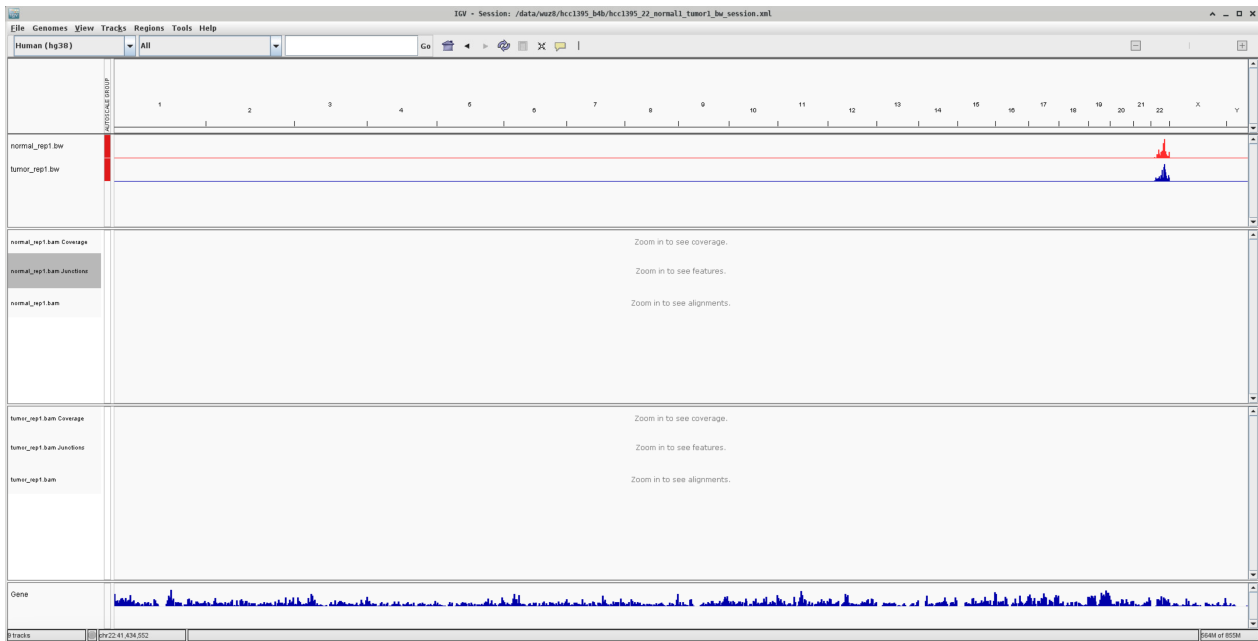 IGV - Session: /data/wuz8/hcc1395_b4b/hcc1395_22_normal1_tumor1_bw_session.xml
File Genomes View Tracks Regions Tools Help
Human (hg38) All Go
AUTOSCALE GROUP
1 2 3 4 5 6 7 8 9 10 11 12 13 14 15 16 17 18 19 20 21 22 X Y
normal_rep1.bw
tumor_rep1.bw
normal_rep1.bam Coverage Zoom in to see coverage.
normal_rep1.bam Junctions Zoom in to see features.
normal_rep1.bam Zoom in to see alignments.
tumor_rep1.bam Coverage Zoom in to see coverage.
tumor_rep1.bam Junctions Zoom in to see features.
tumor_rep1.bam Zoom in to see alignments.
Gene
9 tracks chr22:41,434,552 564M of 855M